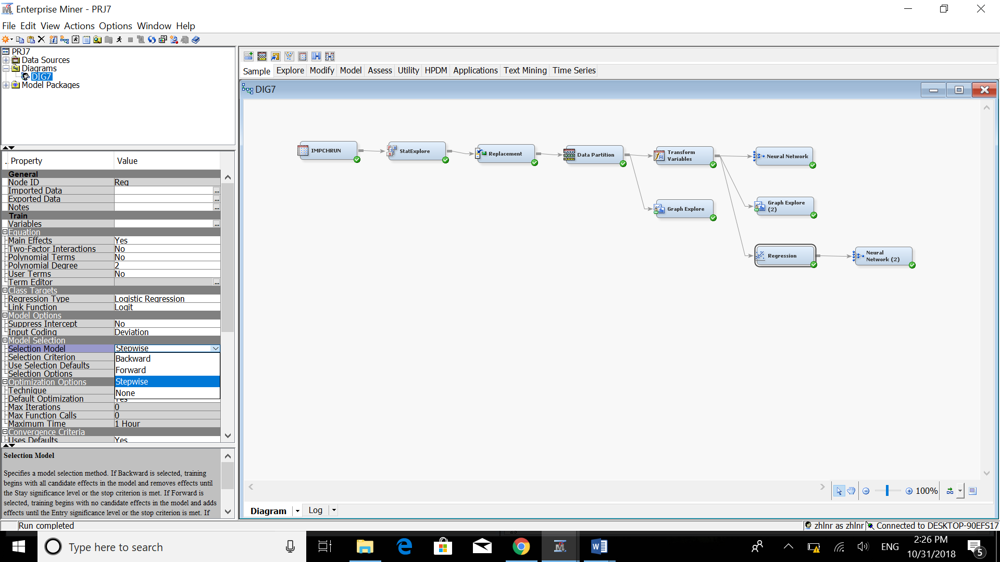 Enterprise Miner - PRJ7
File Edit View Actions Options Window Help
PRJ7
Data Sources
Diagrams
DIG7
Model Packages
. Property Value
General
Node ID Reg
Imported Data ...
Exported Data ...
Notes ...
Train
Variables ...
Equation
Main Effects Yes
Two-Factor Interactions No
Polynomial Terms No
Polynomial Degree 2
User Terms No
Term Editor ...
Class Targets
Regression Type Logistic Regression
Link Function Logit
Model Options
Suppress Intercept No
Input Coding Deviation
Model Selection
Selection Model Stepwise
Selection Criterion
Use Selection Defaults
Selection Options
Backward
Forward
Stepwise
None
Optimization Options
Technique
Default Optimization Yes
Max Iterations 0
Max Function Calls 0
Maximum Time 1 Hour
Convergence Criteria
Uses Defaults Yes
Selection Model
Specifies a model selection method. If Backward is selected, training
begins with all candidate effects in the model and removes effects until
the Stay significance level or the stop criterion is met. If Forward is
selected, training begins with no candidate effects in the model and adds
effects until the Entry significance level or the stop criterion is met. If
Run completed
Sample Explore Modify Model Assess Utility HPDM Applications Text Mining Time Series
DIG7
IMPCHRUN
StatExplore
Replacement
Data Partition
Transform
Variables
Neural Network
Graph Explore
Graph Explore
(2)
Regression
Neural
Network (2)
100%
Diagram Log
zhlnr as zhlnr Connected to DESKTOP-90EFS17
Type here to search
ENG
2:26 PM
10/31/2018
5